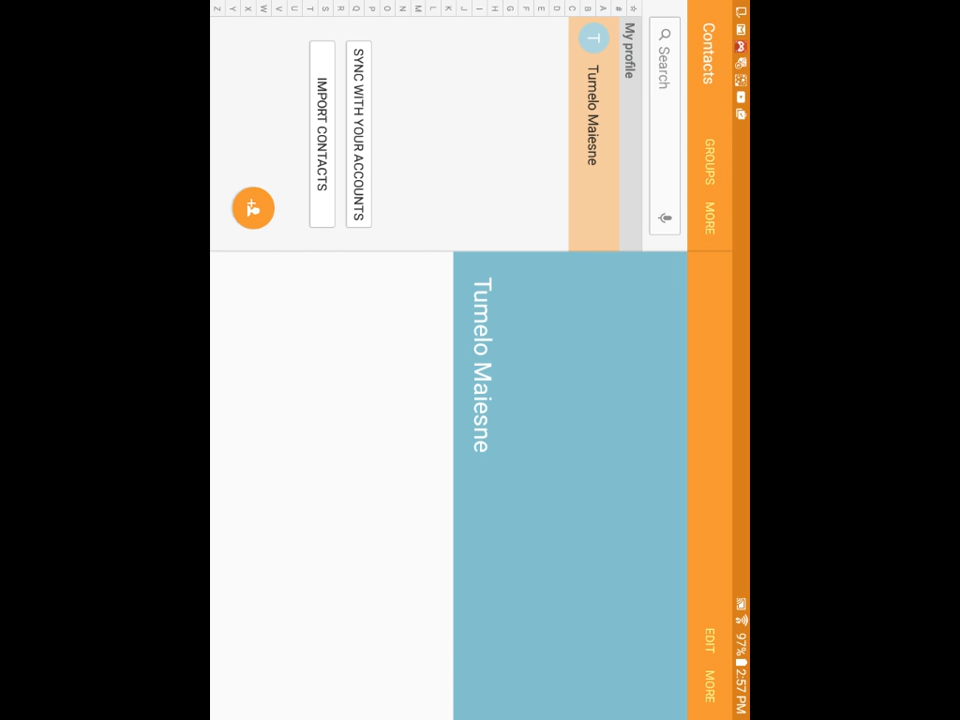 97% 2:57 PM
Contacts
GROUPS MORE
EDIT MORE
Search
My profile
T
Tumelo Maiesne
Tumelo Maiesne
SYNC WITH YOUR ACCOUNTS
IMPORT CONTACTS
☆
#
A
B
C
D
E
F
G
H
I
J
K
L
M
N
O
P
Q
R
S
T
U
V
W
X
Y
Z